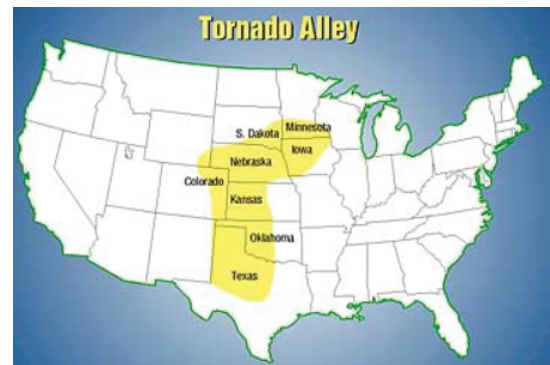 Tornado Alley
Minnesota
S. Dakota
Iowa
Nebraska
Colorado
Kansas
Oklahoma
Texas